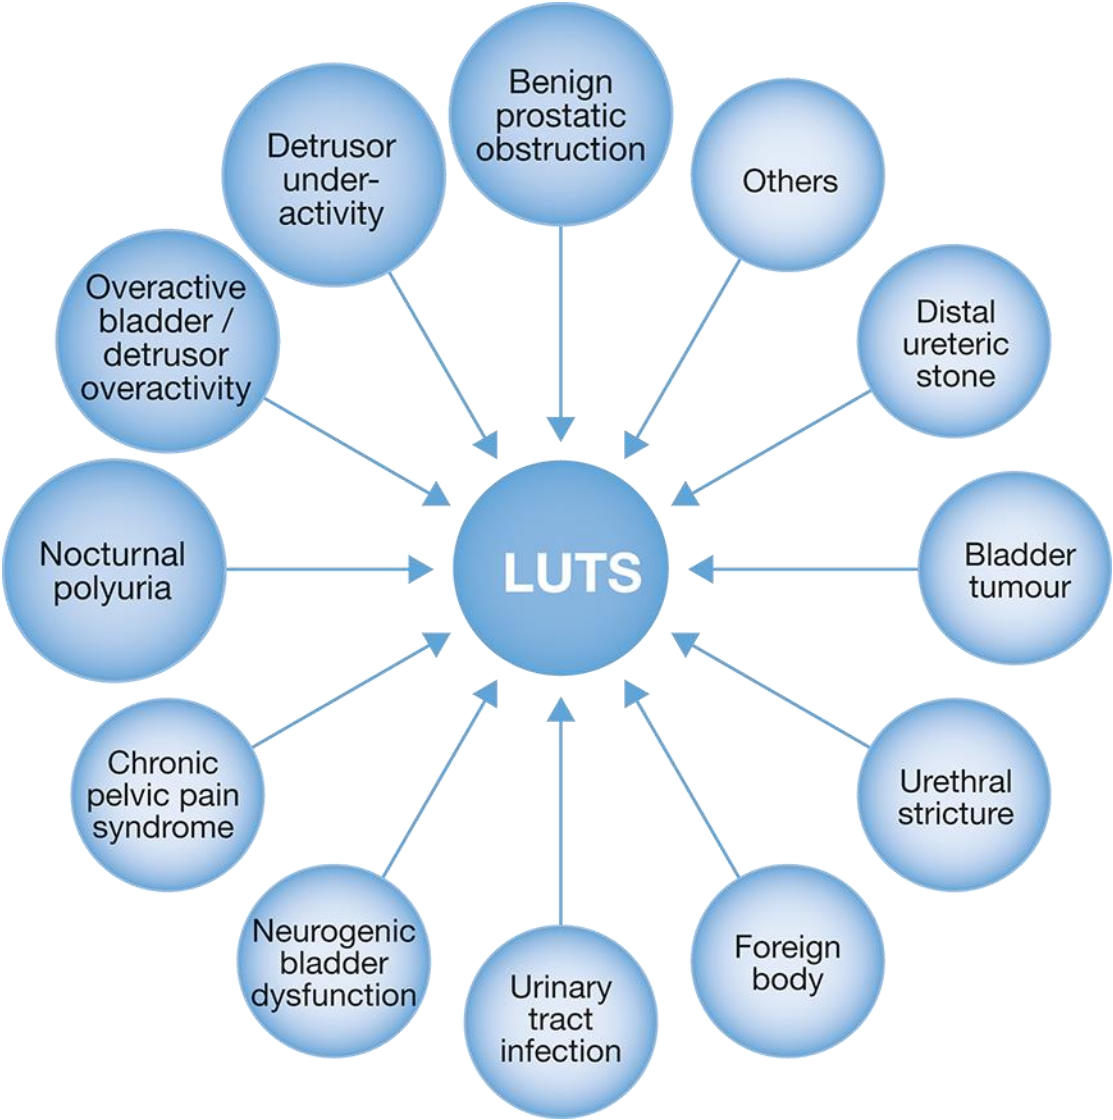 Benign
prostatic
obstruction
Others
Distal
ureteric
stone
Bladder
tumour
Urethral
stricture
Foreign
body
Urinary
tract
infection
Neurogenic
bladder
dysfunction
Chronic
pelvic pain
syndrome
Nocturnal
polyuria
Overactive
bladder /
detrusor
overactivity
Detrusor
under-
activity
LUTS